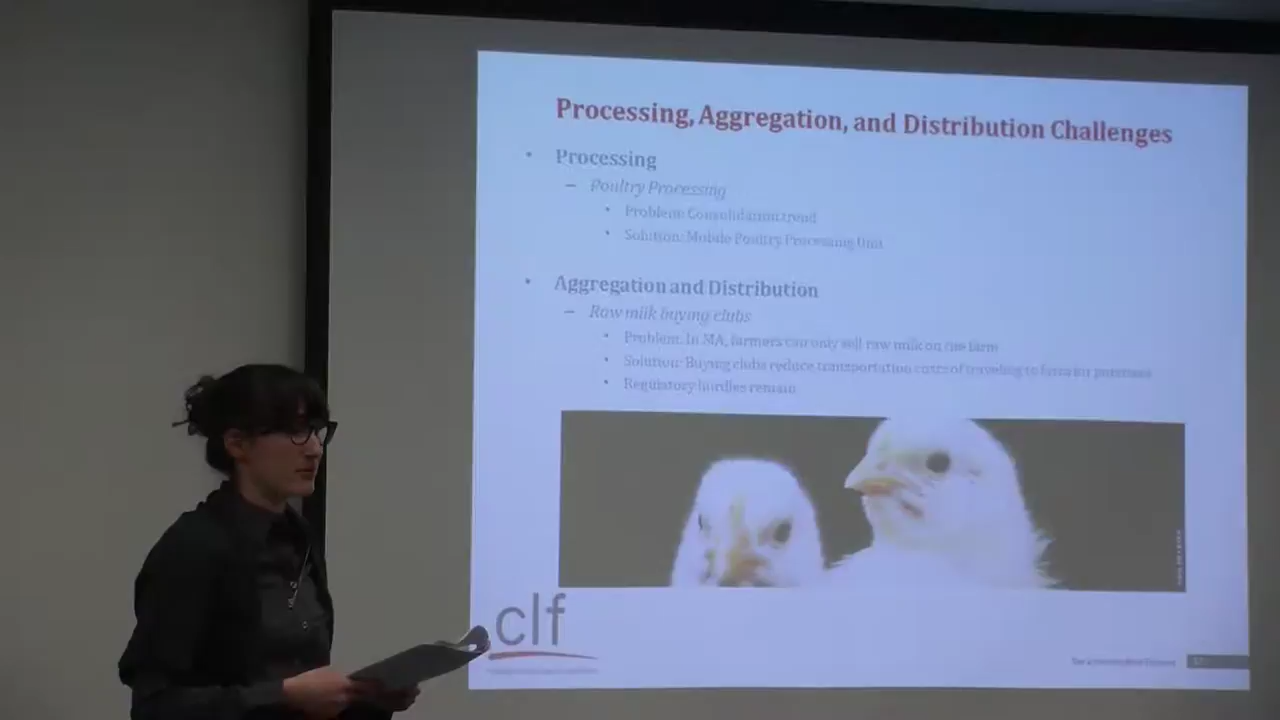 Processing, Aggregation, and Distribution Challenges
• Processing
– Poultry Processing
• Problem: Consolidation trend
• Solution: Mobile Poultry Processing Unit
• Aggregation and Distribution
– Raw milk buying clubs
• Problem: In MA, farmers can only sell raw milk on the farm
• Solution: Buying clubs reduce transportation costs of traveling to farm for purchase
• Regulatory hurdles remain
clf